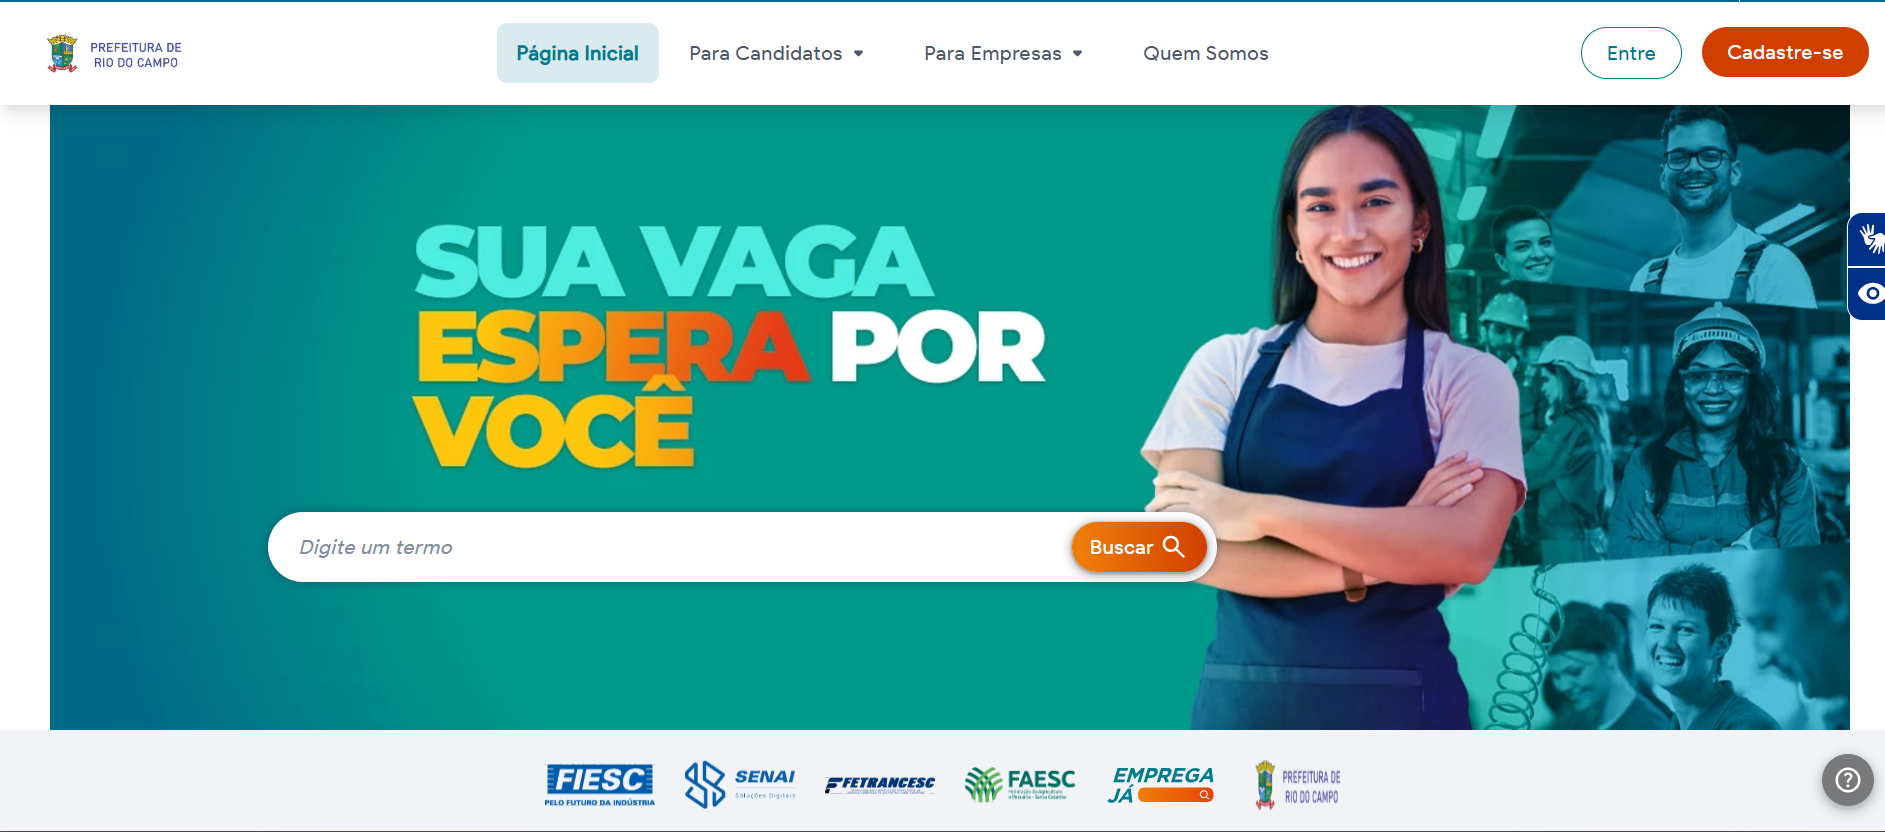 PREFEITURA DE
RIO DO CAMPO
Página Inicial
Para Candidatos
Para Empresas
Quem Somos
Entre
Cadastre-se
SUA VAGA
ESPERA POR
VOCÊ
Digite um termo
Buscar
FIESC
PELO FUTURO DA INDÚSTRIA
SENAI
Soluções Digitais
FETRANCESC
FAESC
EMPREGA
JÁ
PREFEITURA DE
RIO DO CAMPO